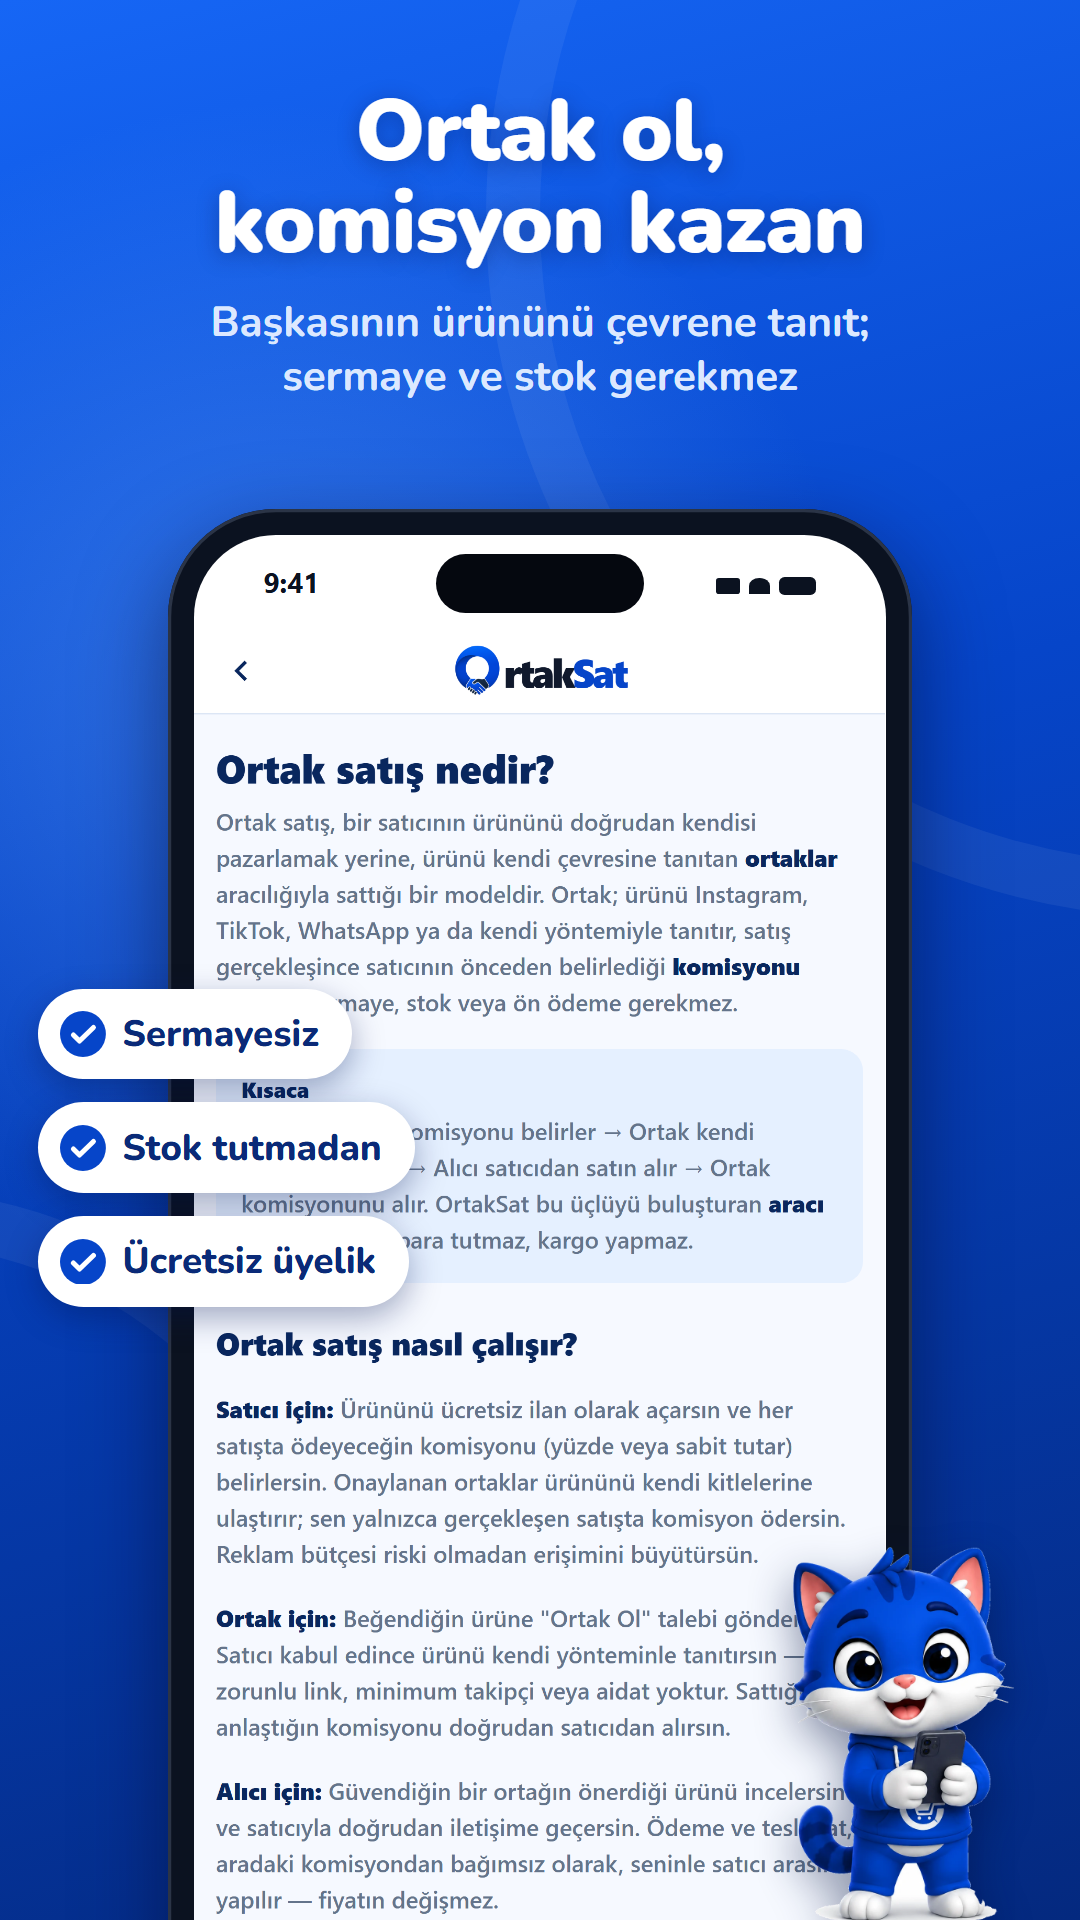 Ortak ol,
komisyon kazan
Başkasının ürününü çevrene tanıt;
sermaye ve stok gerekmez
9:41
OrtakSat
Ortak satış nedir?
Ortak satış, bir satıcının ürününü doğrudan kendisi
pazarlamak yerine, ürünü kendi çevresine tanıtan ortaklar
aracılığıyla sattığı bir modeldir. Ortak; ürünü Instagram,
TikTok, WhatsApp ya da kendi yöntemiyle tanıtır, satış
gerçekleşince satıcının önceden belirlediği komisyonu
stok veya ön ödeme gerekmez.
Sermayesiz
Kısaca
Stok tutmadan
belirler → Ortak kendi
→ Alıcı satıcıdan satın alır → Ortak
komisyonunu alır. OrtakSat bu üçlüyü buluşturan aracı
para tutmaz, kargo yapmaz.
Ücretsiz üyelik
Ortak satış nasıl çalışır?
Satıcı için: Ürününü ücretsiz ilan olarak açarsın ve her
satışta ödeyeceğin komisyonu (yüzde veya sabit tutar)
belirlersin. Onaylanan ortaklar ürününü kendi kitlelerine
ulaştırır; sen yalnızca gerçekleşen satışta komisyon ödersin.
Reklam bütçesi riski olmadan erişimini büyütürsün.
Ortak için: Beğendiğin ürüne "Ortak Ol" talebi
Satıcı kabul edince ürünü kendi yönteminle tanıtırsın —
zorunlu link, minimum takipçi veya aidat yoktur.
anlaştığın komisyonu doğrudan satıcıdan alırsın.
Alıcı için: Güvendiğin bir ortağın önerdiği ürünü incelersin
ve satıcıyla doğrudan iletişime geçersin. Ödeme ve
aradaki komisyondan bağımsız olarak, seninle satıcı
yapılır — fiyatın değişmez.